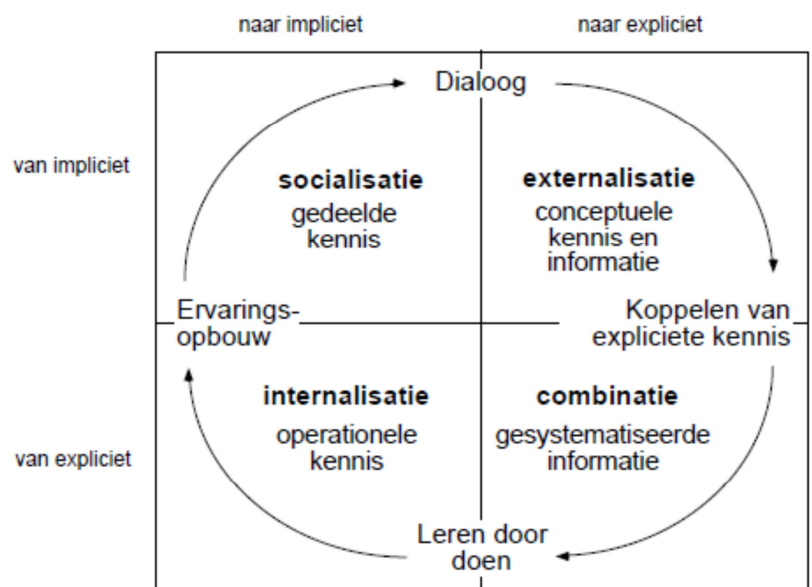 naar impliciet
naar expliciet
Dialoog
van impliciet
socialisatie
gedeelde
kennis
externalisatie
conceptuele
kennis en
informatie
Ervarings-
opbouw
Koppelen van
expliciete kennis
internalisatie
operationele
kennis
combinatie
gesystematiseerde
informatie
van expliciet
Leren door
doen